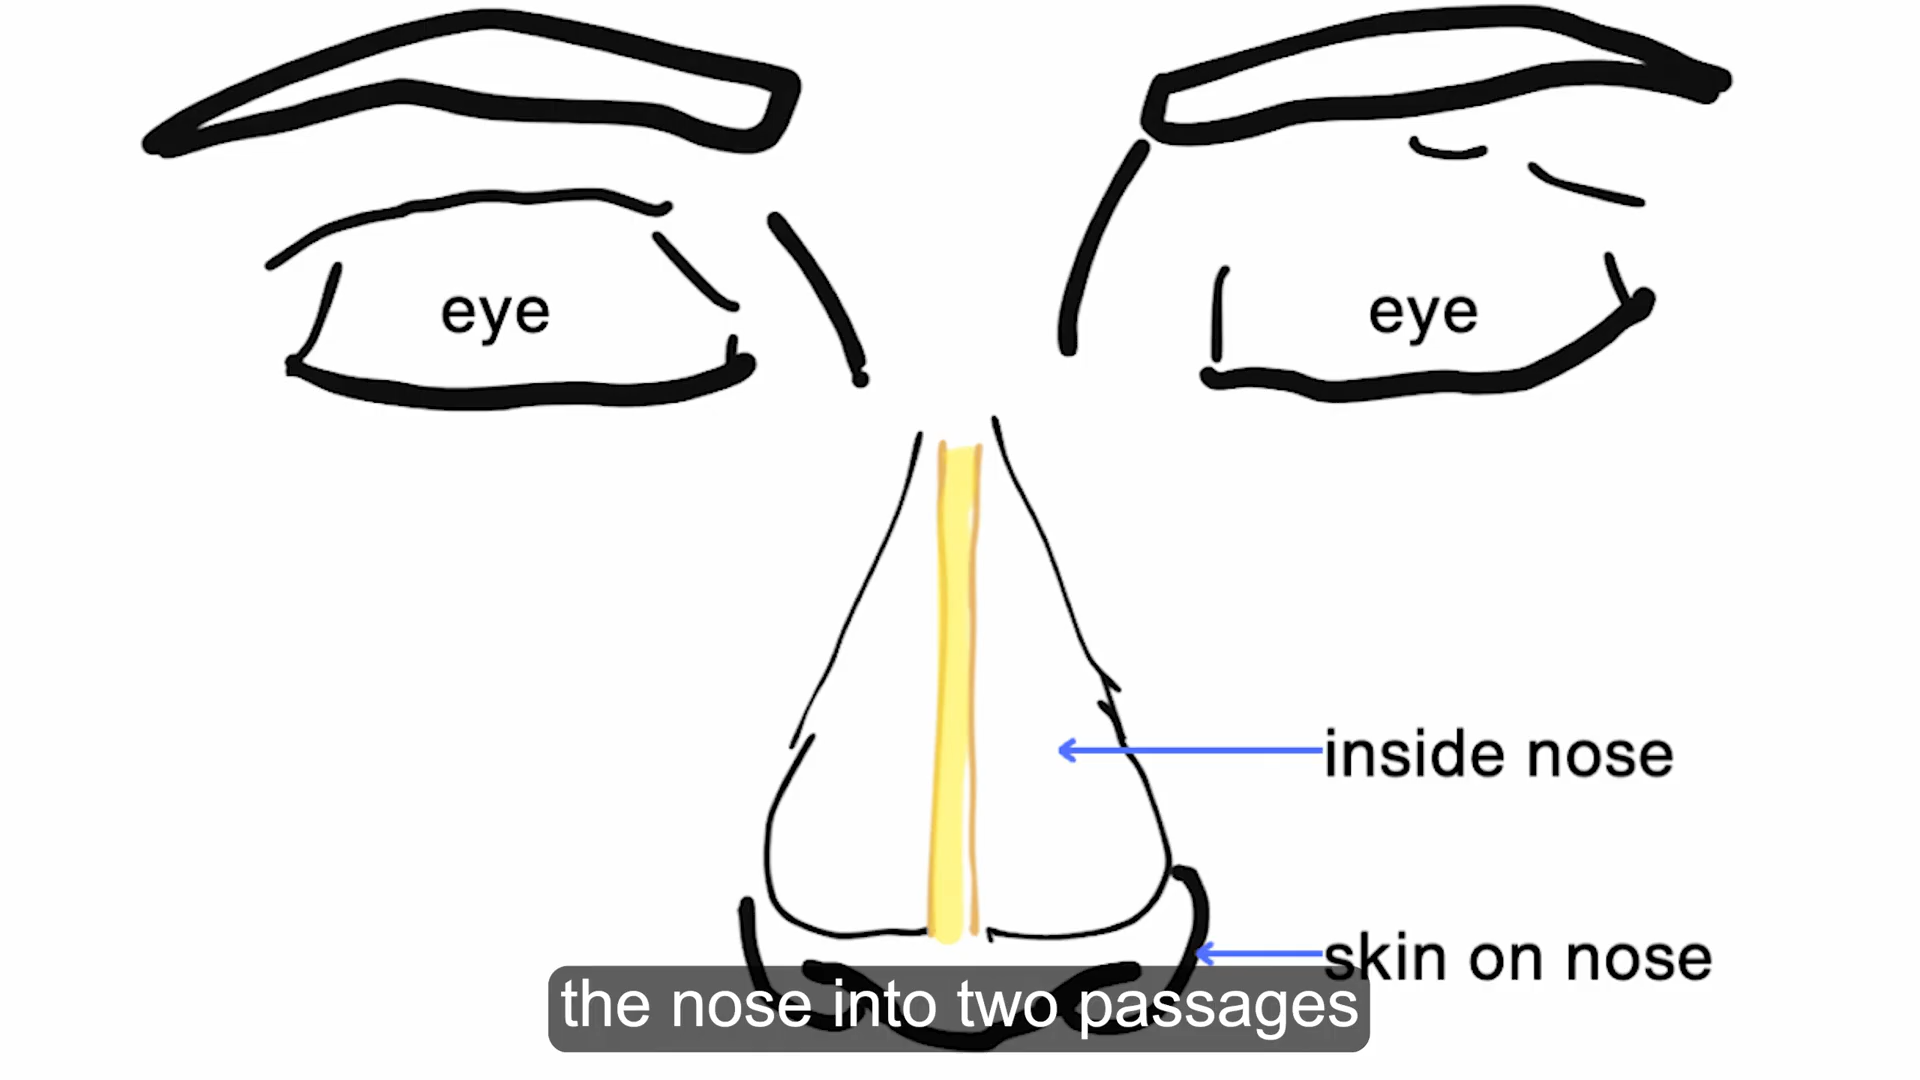 eye
eye
inside nose
skin on nose
the nose into two passages